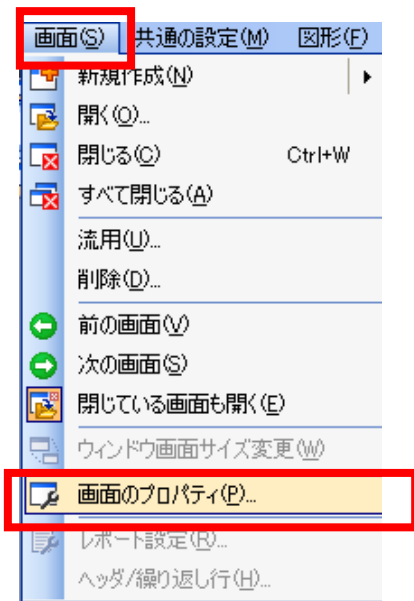 画面(S) 共通の設定(M) 図形(F)
新規作成(N)
開く(O)...
閉じる(C) Ctrl+W
すべて閉じる(A)
流用(U)...
削除(D)...
前の画面(V)
次の画面(S)
閉じている画面も開く(E)
ウィンドウ画面サイズ変更(W)
画面のプロパティ(P)...
レポート設定(R)...
ヘッダ/繰り返し行(H)...